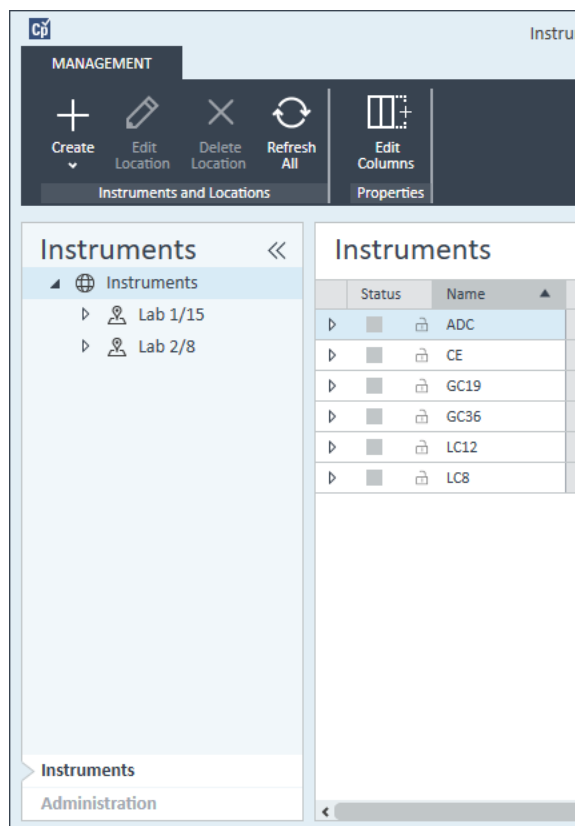 Cp
Instru
MANAGEMENT
Create
Edit Location
Delete Location
Refresh All
Edit Columns
Instruments and Locations
Properties
Instruments
Instruments
Lab 1/15
Lab 2/8
Instruments
Administration
Instruments
Status Name
ADC
CE
GC19
GC36
LC12
LC8